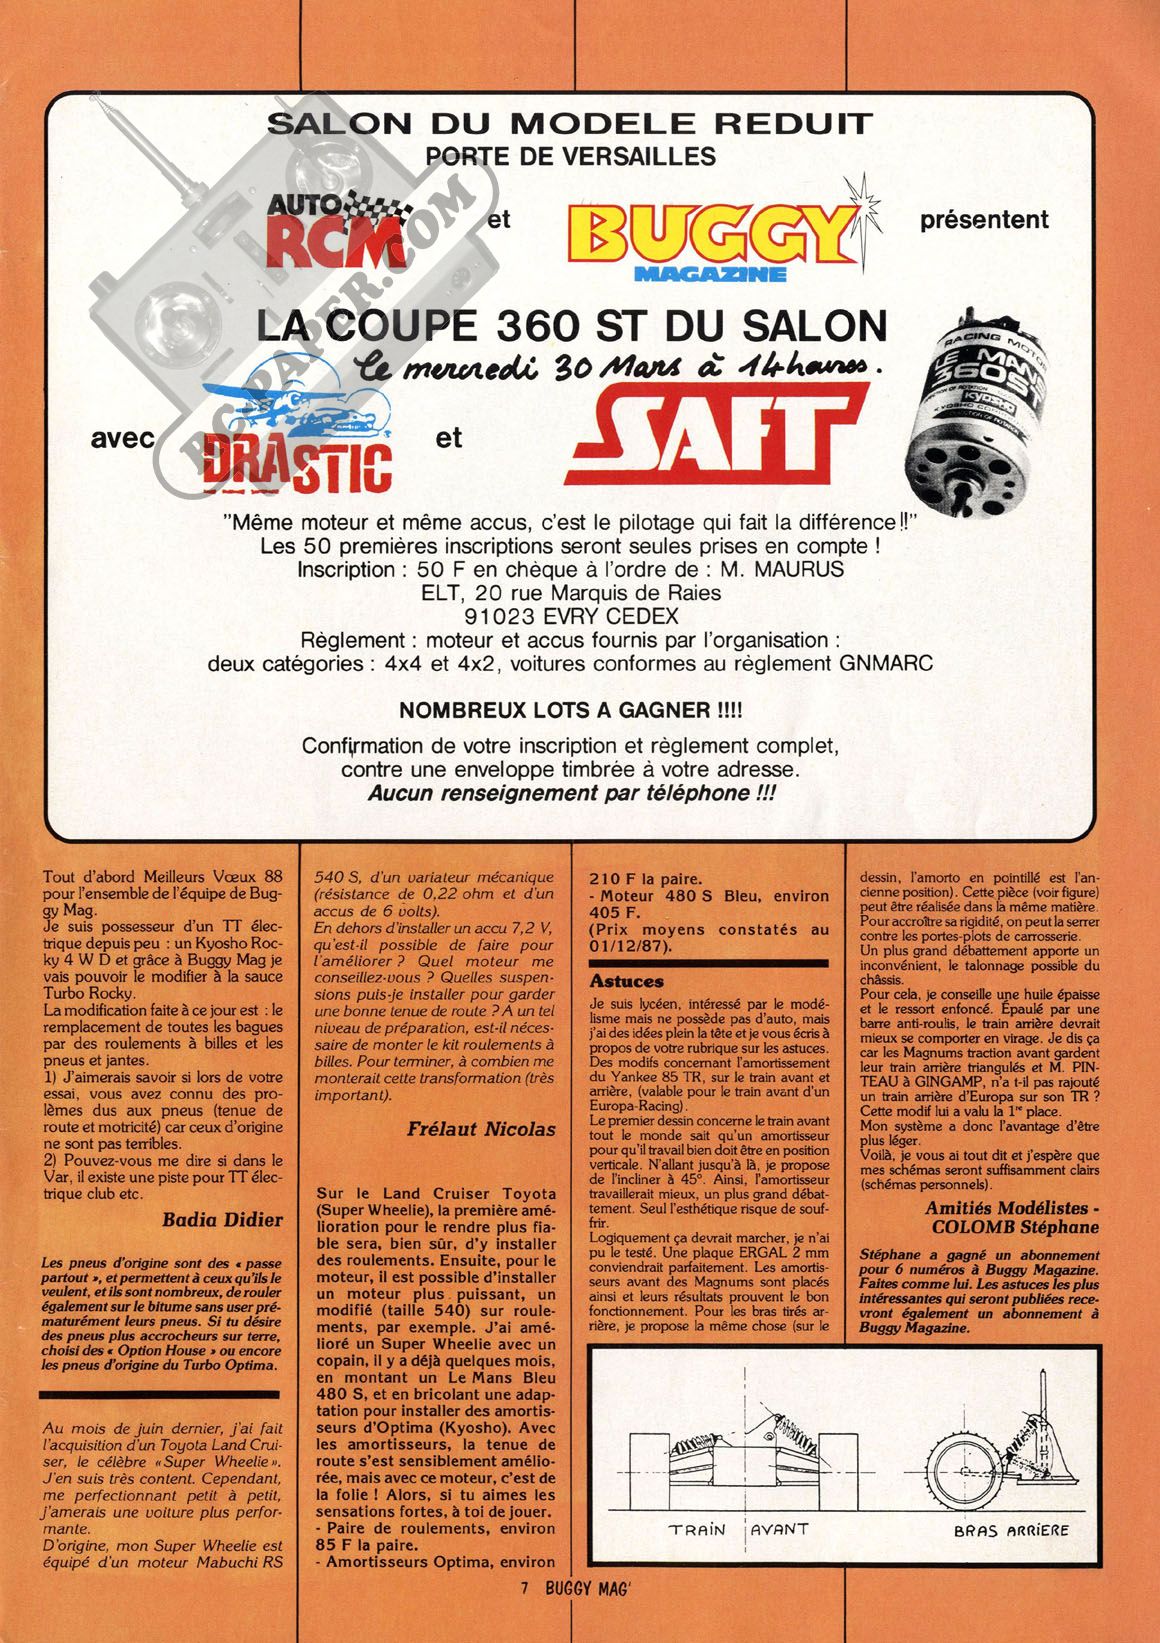 SALON DU MODELE REDUIT
PORTE DE VERSAILLES
AUTO RCM et BUGGY MAGAZINE présentent
LA COUPE 360 ST DU SALON
le mercredi 30 Mars à 14 heures.
avec DRASTIC et SAFT
RACING MOTOR
LE MANS
360ST
KYOSHO
RC-PAPER.COM
"Même moteur et même accus, c'est le pilotage qui fait la différence!!"
Les 50 premières inscriptions seront seules prises en compte !
Inscription : 50 F en chèque à l'ordre de : M. MAURUS
ELT, 20 rue Marquis de Raies
91023 EVRY CEDEX
Règlement : moteur et accus fournis par l'organisation :
deux catégories : 4x4 et 4x2, voitures conformes au règlement GNMARC
NOMBREUX LOTS A GAGNER !!!!
Confirmation de votre inscription et règlement complet,
contre une enveloppe timbrée à votre adresse.
Aucun renseignement par téléphone !!!
Tout d'abord Meilleurs Vœux 88
pour l'ensemble de l'équipe de Bug-
gy Mag.
Je suis possesseur d'un TT élec-
trique depuis peu : un Kyosho Roc-
ky 4 W D et grâce à Buggy Mag je
vais pouvoir le modifier à la sauce
Turbo Rocky.
La modification faite à ce jour est : le
remplacement de toutes les bagues
par des roulements à billes et les
pneus et jantes.
1) J'aimerais savoir si lors de votre
essai, vous avez connu des pro-
lèmes dus aux pneus (tenue de
route et motricité) car ceux d'origine
ne sont pas terribles.
2) Pouvez-vous me dire si dans le
Var, il existe une piste pour TT élec-
trique club etc.
Badia Didier
Les pneus d'origine sont des « passe
partout », et permettent à ceux qu'ils le
veulent, et ils sont nombreux, de rouler
également sur le bitume sans user pré-
maturément leurs pneus. Si tu désire
des pneus plus accrocheurs sur terre,
choisi des « Option House » ou encore
les pneus d'origine du Turbo Optima.
Au mois de juin dernier, j'ai fait
l'acquisition d'un Toyota Land Crui-
ser, le célèbre «Super Wheelie».
J'en suis très content. Cependant,
me perfectionnant petit à petit,
j'amerais une voiture plus perfor-
mante.
D'origine, mon Super Wheelie est
équipé d'un moteur Mabuchi RS
540 S, d'un variateur mécanique
(résistance de 0,22 ohm et d'un
accus de 6 volts).
En dehors d'installer un accu 7,2 V,
qu'est-il possible de faire pour
l'améliorer ? Quel moteur me
conseillez-vous ? Quelles suspen-
sions puis-je installer pour garder
une bonne tenue de route ? A un tel
niveau de préparation, est-il néces-
saire de monter le kit roulements à
billes. Pour terminer, à combien me
monterait cette transformation (très
important).
Frélaut Nicolas
Sur le Land Cruiser Toyota
(Super Wheelie), la première amé-
lioration pour le rendre plus fia-
ble sera, bien sûr, d'y installer
des roulements. Ensuite, pour le
moteur, il est possible d'installer
un moteur plus puissant, un
modifié (taille 540) sur roule-
ments, par exemple. J'ai amé-
lioré un Super Wheelie avec un
copain, il y a déjà quelques mois,
en montant un Le Mans Bleu
480 S, et en bricolant une adap-
tation pour installer des amortis-
seurs d'Optima (Kyosho). Avec
les amortisseurs, la tenue de
route s'est sensiblement amélio-
rée, mais avec ce moteur, c'est de
la folie ! Alors, si tu aimes les
sensations fortes, à toi de jouer.
- Paire de roulements, environ
85 F la paire.
- Amortisseurs Optima, environ
210 F la paire.
- Moteur 480 S Bleu, environ
405 F.
(Prix moyens constatés au
01/12/87).
Astuces
Je suis lycéen, intéressé par le modé-
lisme mais ne possède pas d'auto, mais
j'ai des idées plein la tête et je vous écris à
propos de votre rubrique sur les astuces.
Des modifs concernant l'amortissement
du Yankee 85 TR, sur le train avant et
arrière, (valable pour le train avant d'un
Europa-Racing).
Le premier dessin concerne le train avant
tout le monde sait qu'un amortisseur
pour qu'il travail bien doit être en position
verticale. N'allant jusqu'à là, je propose
de l'incliner à 45°. Ainsi, l'amortisseur
travaillerait mieux, un plus grand débat-
tement. Seul l'esthétique risque de souf-
frir.
Logiquement ça devrait marcher, je n'ai
pu le testé. Une plaque ERGAL 2 mm
conviendrait parfaitement. Les amortis-
seurs avant des Magnums sont placés
ainsi et leurs résultats prouvent le bon
fonctionnement. Pour les bras tirés ar-
rière, je propose la même chose (sur le
dessin, l'amorto en pointillé est l'an-
cienne position). Cette pièce (voir figure)
peut être réalisée dans la même matière.
Pour accroître sa rigidité, on peut la serrer
contre les portes-plots de carrosserie.
Un plus grand débattement apporte un
inconvénient, le talonnage possible du
châssis.
Pour cela, je conseille une huile épaisse
et le ressort enfoncé. Épaulé par une
barre anti-roulis, le train arrière devrait
mieux se comporter en virage. Je dis ça
car les Magnums traction avant gardent
leur train arrière triangulés et M. PIN-
TEAU à GINGAMP, n'a t-il pas rajouté
un train arrière d'Europa sur son TR ?
Cette modif lui a valu la 1re place.
Mon système a donc l'avantage d'être
plus léger.
Voilà, je vous ai tout dit et j'espère que
mes schémas seront suffisamment clairs
(schémas personnels).
Amitiés Modélistes -
COLOMB Stéphane
Stéphane a gagné un abonnement
pour 6 numéros à Buggy Magazine.
Faites comme lui. Les astuces les plus
intéressantes qui seront publiées rece-
vront également un abonnement à
Buggy Magazine.
TRAIN AVANT
BRAS ARRIERE
7 BUGGY MAG'